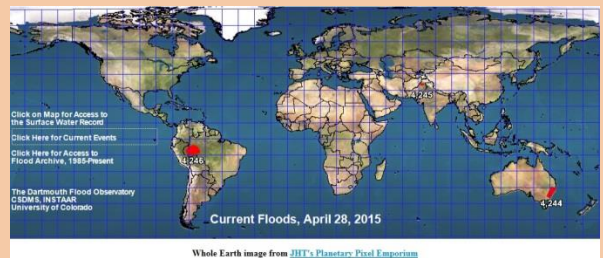 4,245
Click on Map for Access to
the Surface Water Record
Click Here for Current Events
Click Here for Access to
Flood Archive, 1985-Present
4,246
The Dartmouth Flood Observatory
CSDMS, INSTAAR
University of Colorado
4,244
Current Floods, April 28, 2015
Whole Earth image from JHT's Planetary Pixel Emporium